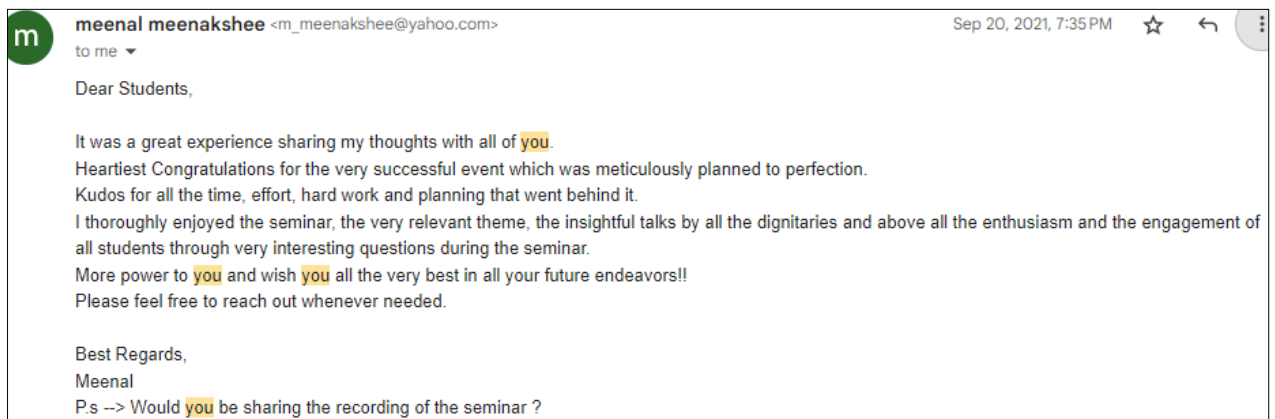 m
meenal meenakshee <m_meenakshee@yahoo.com>
Sep 20, 2021, 7:35 PM
to me
Dear Students,
It was a great experience sharing my thoughts with all of you.
Heartiest Congratulations for the very successful event which was meticulously planned to perfection.
Kudos for all the time, effort, hard work and planning that went behind it.
I thoroughly enjoyed the seminar, the very relevant theme, the insightful talks by all the dignitaries and above all the enthusiasm and the engagement of
all students through very interesting questions during the seminar.
More power to you and wish you all the very best in all your future endeavors!!
Please feel free to reach out whenever needed.
Best Regards,
Meenal
P.s --> Would you be sharing the recording of the seminar ?